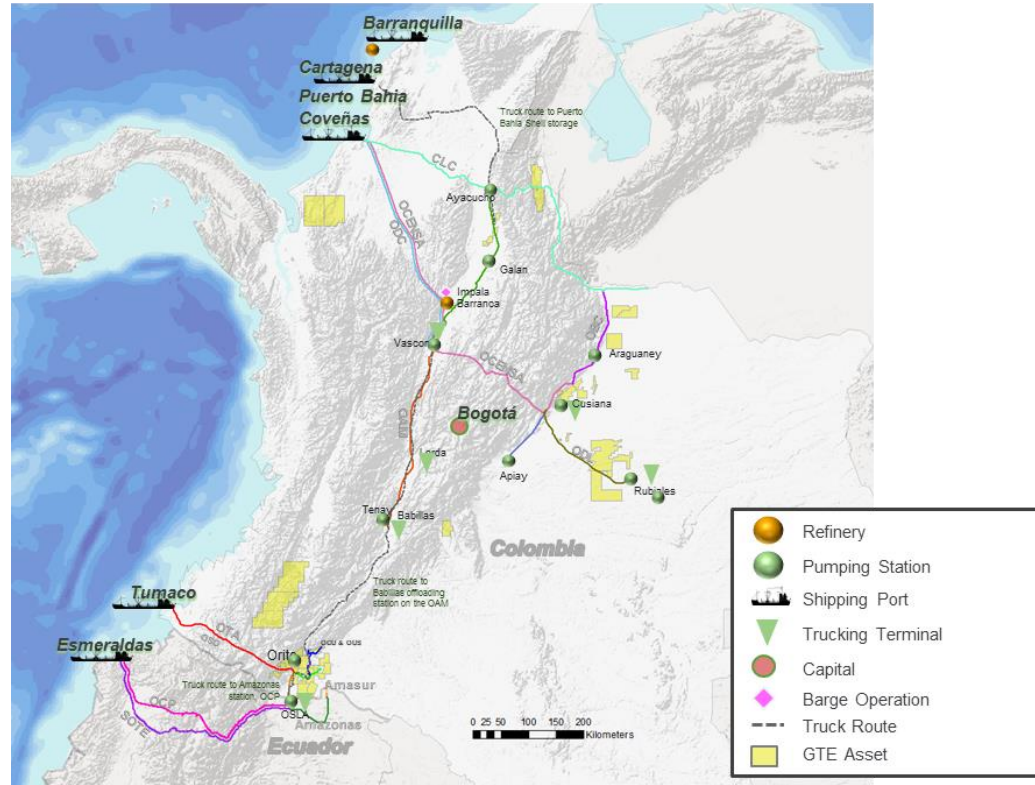 Barranquilla
Cartagena
Puerto Bahia
Coveñas
Truck route to Puerto
Bahia Shell storage
CLC
Ayacucho
OCENSA
ODC
Galan
Impala
Barranca
Vasconia
OCENSA
Araguaney
Cusiana
Bogotá
Apiay
ODL
Rubiales
Tenay
Babillas
Colombia
Truck route to
Babillas offloading
station on the OAM
Tumaco
OTA
Esmeraldas
Orito
Truck route to Amazonas
station, OCP
Amasur
OSLA
Amazonas
OCP
SOTE
Ecuador
0 25 50 100 150 200
Kilometers
Refinery
Pumping Station
Shipping Port
Trucking Terminal
Capital
Barge Operation
Truck Route
GTE Asset